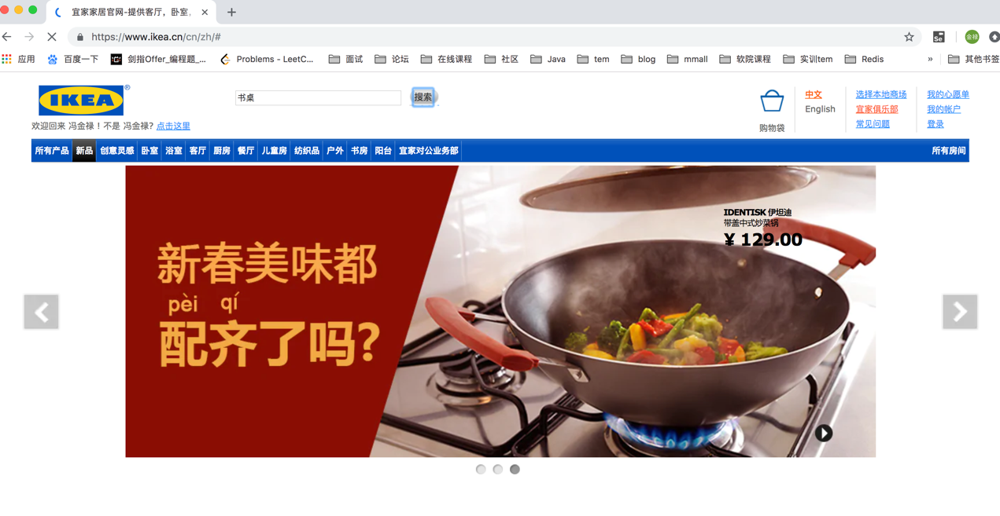 宜家家居官网-提供客厅，卧室,
https://www.ikea.cn/cn/zh/#
Se
金禄
应用
百度一下
剑指Offer_编程题_...
Problems - LeetC...
面试
论坛
在线课程
社区
Java
tem
blog
mmall
软院课程
实训tem
Redis
»
其他书签
IKEA®
书桌
搜索
购物袋
中文
English
选择本地商场
宜家俱乐部
常见问题
我的心愿单
我的帐户
登录
欢迎回来 冯金禄！不是 冯金禄? 点击这里
所有产品
新品
创意灵感
卧室
浴室
客厅
厨房
餐厅
儿童房
纺织品
户外
书房
阳台
宜家对公业务部
所有房间
新春美味都
pèi qí
配齐了吗?
IDENTISK 伊坦迪
带盖中式炒菜锅
¥ 129.00